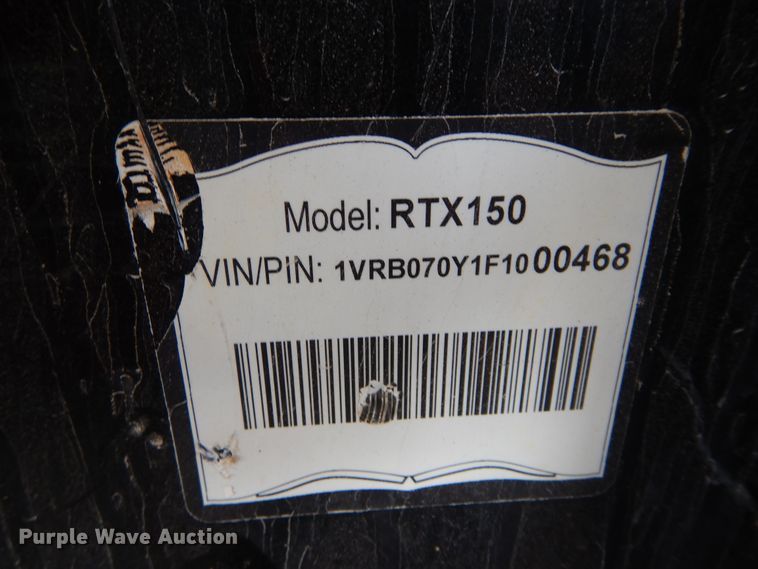 Model: RTX150
VIN/PIN: 1VRB070Y1F1000468
Purple Wave Auction